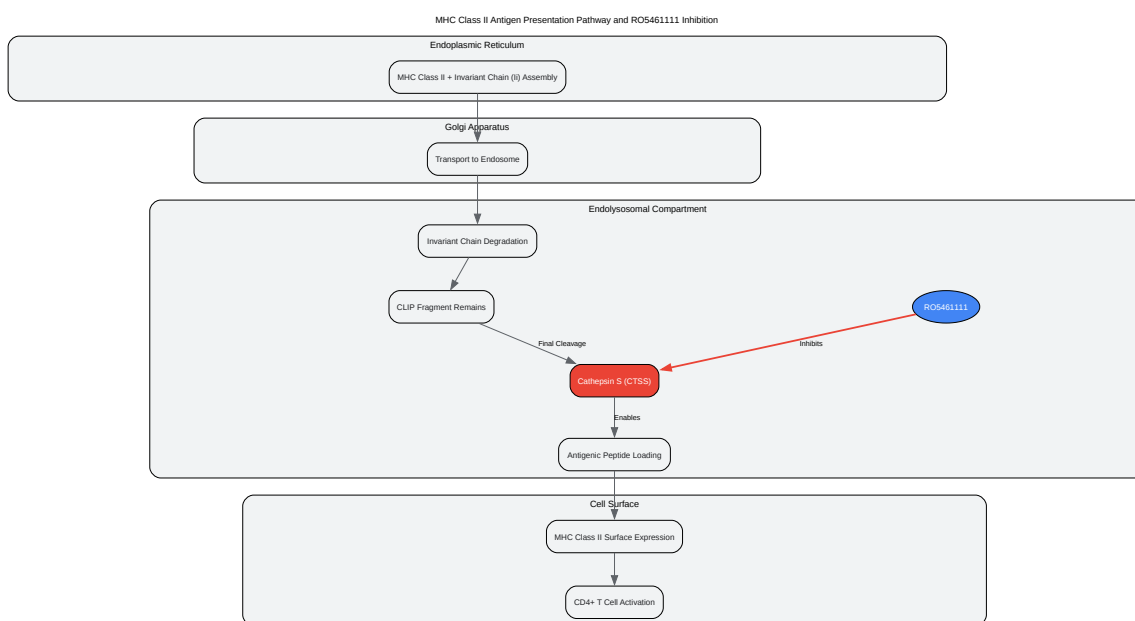 MHC Class II Antigen Presentation Pathway and RO5461111 Inhibition
Endoplasmic Reticulum
MHC Class II + Invariant Chain (Ii) Assembly
Golgi Apparatus
Transport to Endosome
Endolysosomal Compartment
Invariant Chain Degradation
CLIP Fragment Remains
RO5461111
Final Cleavage
Inhibits
Cathepsin S (CTSS)
Enables
Antigenic Peptide Loading
Cell Surface
MHC Class II Surface Expression
CD4+ T Cell Activation